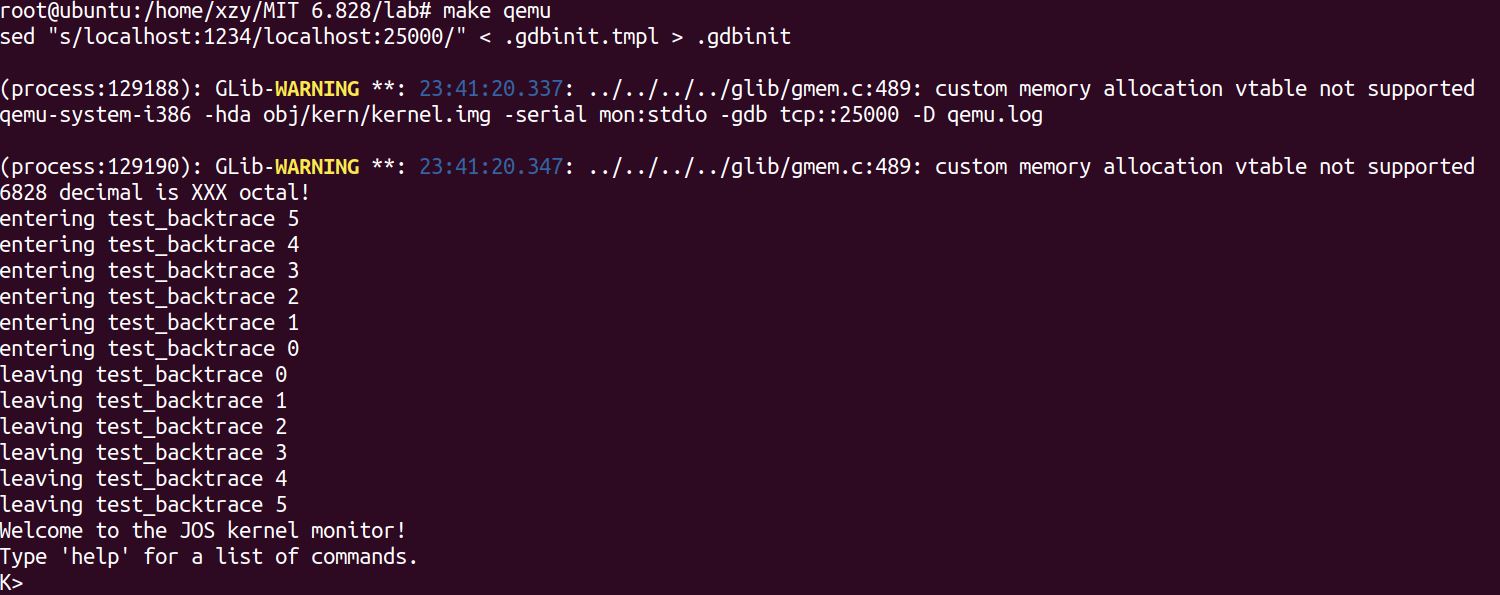 root@ubuntu:/home/xzy/MIT 6.828/lab# make qemu
sed "s/localhost:1234/localhost:25000/" < .gdbinit.tmpl > .gdbinit
(process:129188): GLib-WARNING **: 23:41:20.337: ../../../../glib/gmem.c:489: custom memory allocation vtable not supported
qemu-system-i386 -hda obj/kern/kernel.img -serial mon:stdio -gdb tcp::25000 -D qemu.log
(process:129190): GLib-WARNING **: 23:41:20.347: ../../../../glib/gmem.c:489: custom memory allocation vtable not supported
6828 decimal is XXX octal!
entering test_backtrace 5
entering test_backtrace 4
entering test_backtrace 3
entering test_backtrace 2
entering test_backtrace 1
entering test_backtrace 0
leaving test_backtrace 0
leaving test_backtrace 1
leaving test_backtrace 2
leaving test_backtrace 3
leaving test_backtrace 4
leaving test_backtrace 5
Welcome to the JOS kernel monitor!
Type 'help' for a list of commands.
K>